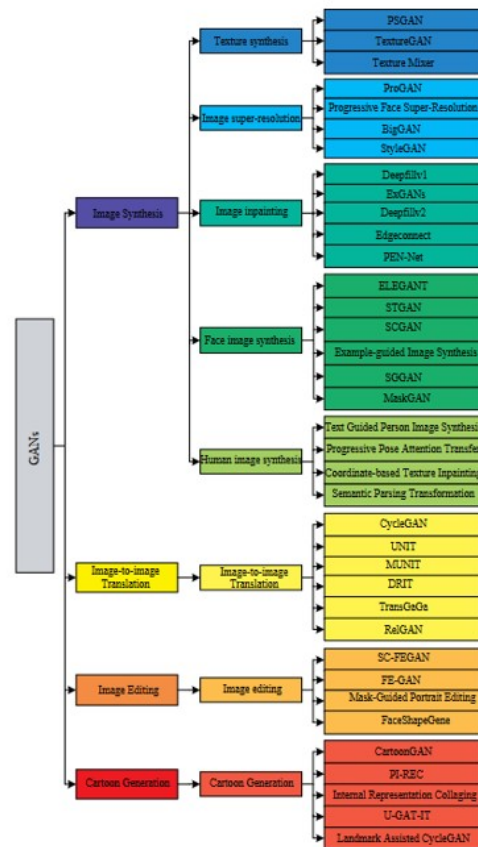 GANs
Image Synthesis
Texture synthesis
PSGAN
TextureGAN
Texture Mixer
Image super-resolution
ProGAN
Progressive Face Super-Resolution
BigGAN
StyleGAN
Image inpainting
Deepfillv1
ExGANs
Deepfillv2
Edgeconnect
PEN-Net
Face image synthesis
ELEGANT
STGAN
SCGAN
Example-guided Image Synthesis
SGGAN
MaskGAN
Human image synthesis
Text Guided Person Image Synthesis
Progressive Pose Attention Transfer
Coordinate-based Texture Inpainting
Semantic Parsing Transformation
Image-to-image
Translation
Image-to-image
Translation
CycleGAN
UNIT
MUNIT
DRIT
TransGaGa
RelGAN
Image Editing
Image editing
SC-FEGAN
FE-GAN
Mask-Guided Portrait Editing
FaceShapeGene
Cartoon Generation
Cartoon Generation
CartoonGAN
PI-REC
Internal Representation Collaging
U-GAT-IT
Landmark Assisted CycleGAN